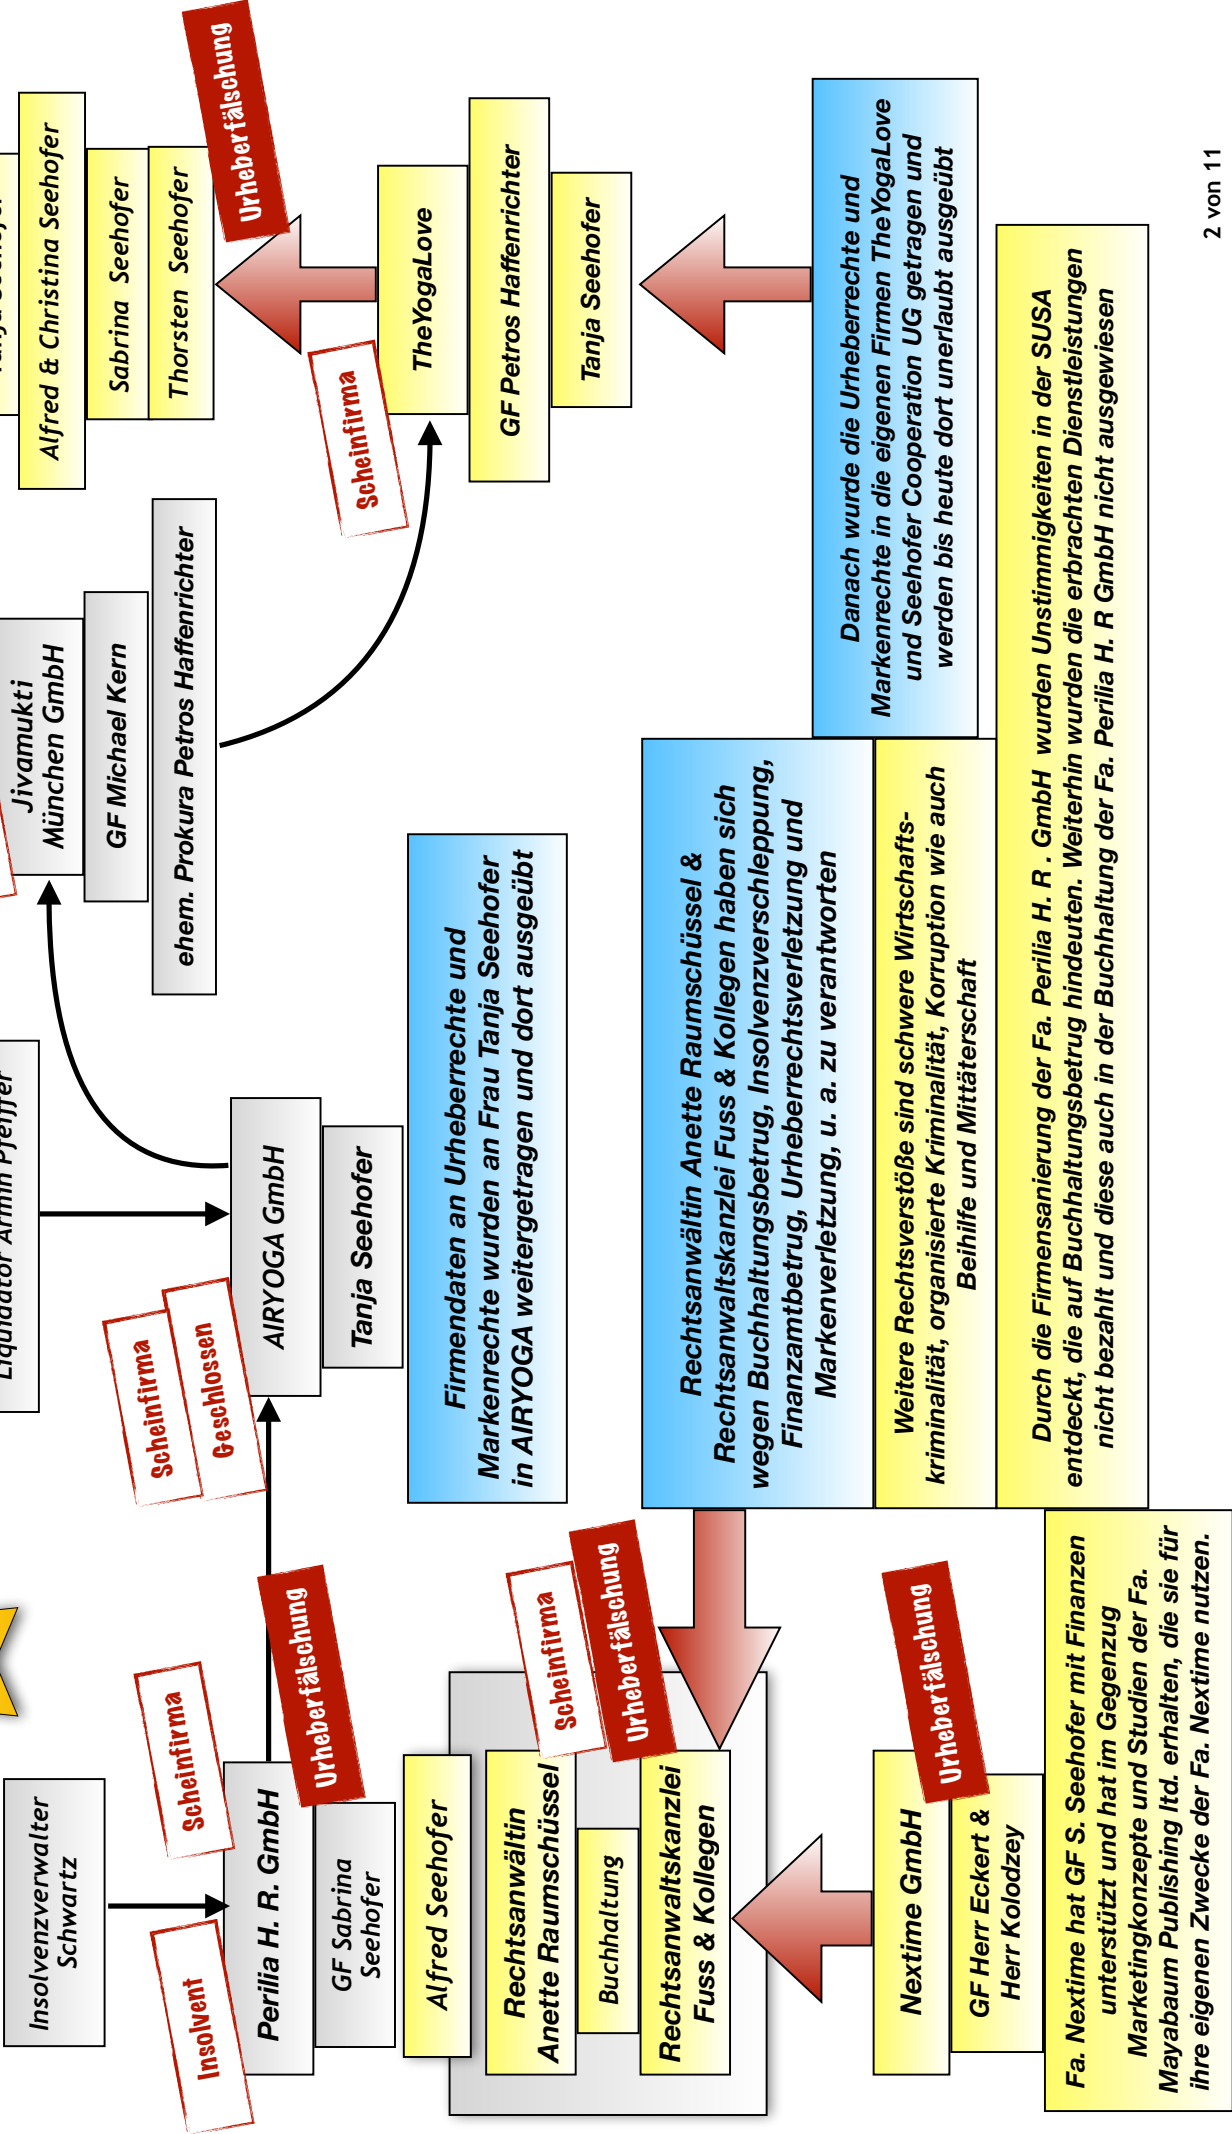 Insolvenzverwalter
Schwartz
Insolvent
Scheinfirma
Perilia H. R. GmbH
GF Sabrina
Seehofer
Urheberfälschung
Alfred Seehofer
Rechtsanwältin
Anette Raumschüssel
Buchhaltung
Rechtsanwaltskanzlei
Fuss & Kollegen
Scheinfirma
Urheberfälschung
Nextime GmbH
GF Herr Eckert &
Herr Kolodzey
Urheberfälschung
Fa. Nextime hat GF S. Seehofer mit Finanzen
unterstützt und hat im Gegenzug
Marketingkonzepte und Studien der Fa.
Mayabaum Publishing ltd. erhalten, die sie für
ihre eigenen Zwecke der Fa. Nextime nutzen.
Liquidator Armin Pfeiffer
Scheinfirma
Geschlossen
AIRYOGA GmbH
Tanja Seehofer
Firmendaten an Urheberrechte und
Markenrechte wurden an Frau Tanja Seehofer
in AIRYOGA weitergetragen und dort ausgeübt
Rechtsanwältin Anette Raumschüssel &
Rechtsanwaltskanzlei Fuss & Kollegen haben sich
wegen Buchhaltungsbetrug, Insolvenzverschleppung,
Finanzamtbetrug, Urheberrechtsverletzung und
Markenverletzung, u. a. zu verantworten
Weitere Rechtsverstöße sind schwere Wirtschafts-
kriminalität, organisierte Kriminalität, Korruption wie auch
Beihilfe und Mittäterschaft
Durch die Firmensanierung der Fa. Perilia H. R . GmbH wurden Unstimmigkeiten in der SUSA
entdeckt, die auf Buchhaltungsbetrug hindeuten. Weiterhin wurden die erbrachten Dienstleistungen
nicht bezahlt und diese auch in der Buchhaltung der Fa. Perilia H. R GmbH nicht ausgewiesen
Jivamukti
München GmbH
GF Michael Kern
ehem. Prokura Petros Haffenrichter
Alfred & Christina Seehofer
Sabrina Seehofer
Thorsten Seehofer
Urheberfälschung
Scheinfirma
TheYogaLove
GF Petros Haffenrichter
Tanja Seehofer
Danach wurde die Urheberrechte und
Markenrechte in die eigenen Firmen TheYogaLove
und Seehofer Cooperation UG getragen und
werden bis heute dort unerlaubt ausgeübt
2 von 11